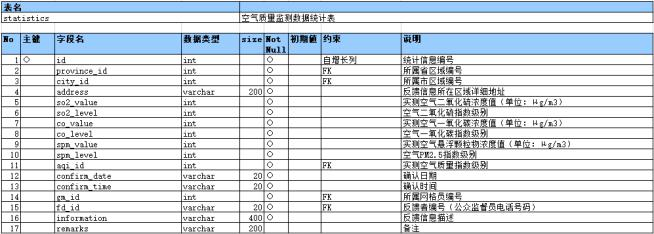 表名
statistics 空气质量监测数据统计表
No 主键 字段名 数据类型 size Not Null 初期値 约束 说明
1 ◇ id int ◇ 自增长列 统计信息编号
2 province_id int ◇ FK 所属省区域编号
3 city_id int ◇ FK 所属市区域编号
4 address varchar 200 ◇ 反馈信息所在区域详细地址
5 so2_value int ◇ 实测空气二氧化硫浓度值（单位：μg/m3）
6 so2_level int ◇ 空气二氧化硫指数级别
7 co_value int ◇ 实测空气一氧化碳浓度值（单位：μg/m3）
8 co_level int ◇ 空气一氧化碳指数级别
9 spm_value int ◇ 实测空气悬浮颗粒物浓度值（单位：μg/m3）
10 spm_level int ◇ 空气PM2.5指数级别
11 aqi_id int ◇ FK 实测空气质量指数级别
12 confirm_date varchar 20 ◇ 确认日期
13 confirm_time varchar 20 ◇ 确认时间
14 gm_id int ◇ FK 所属网格员编号
15 fd_id varchar 20 ◇ FK 反馈者编号（公众监督员电话号码）
16 information varchar 400 ◇ 反馈信息描述
17 remarks varchar 200 备注